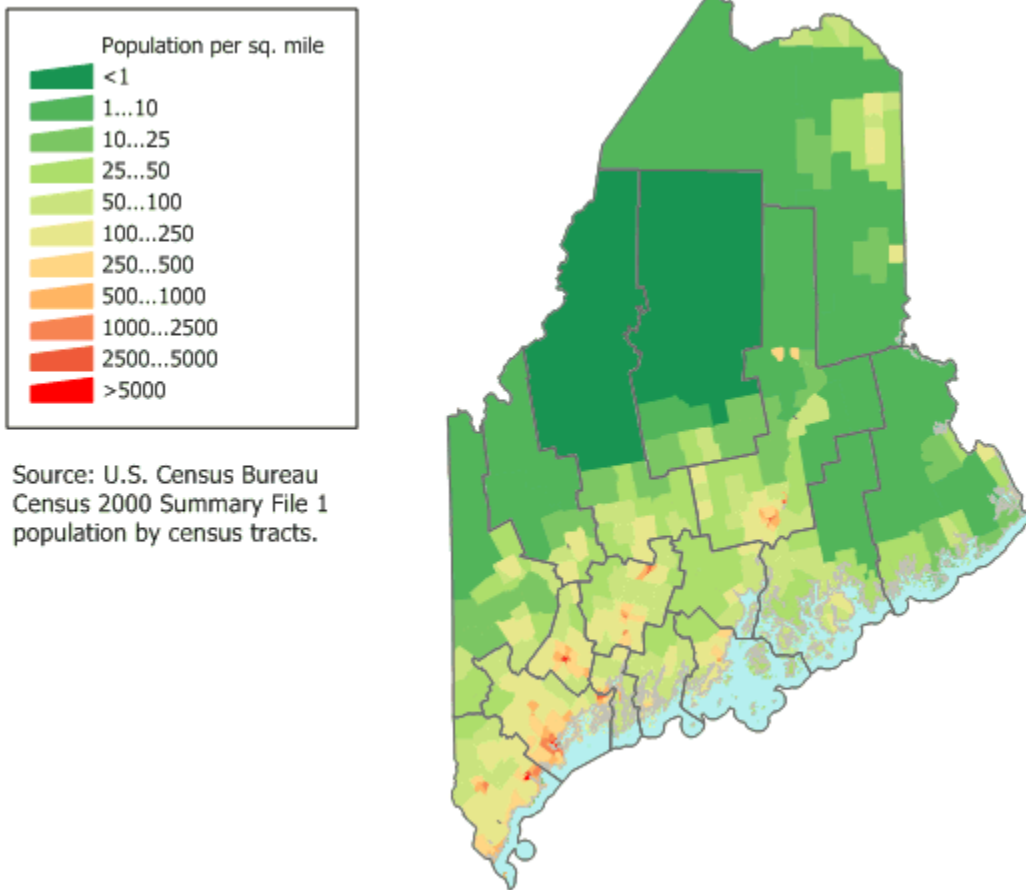 Population per sq. mile
<1
1...10
10...25
25...50
50...100
100...250
250...500
500...1000
1000...2500
2500...5000
>5000
Source: U.S. Census Bureau
Census 2000 Summary File 1
population by census tracts.